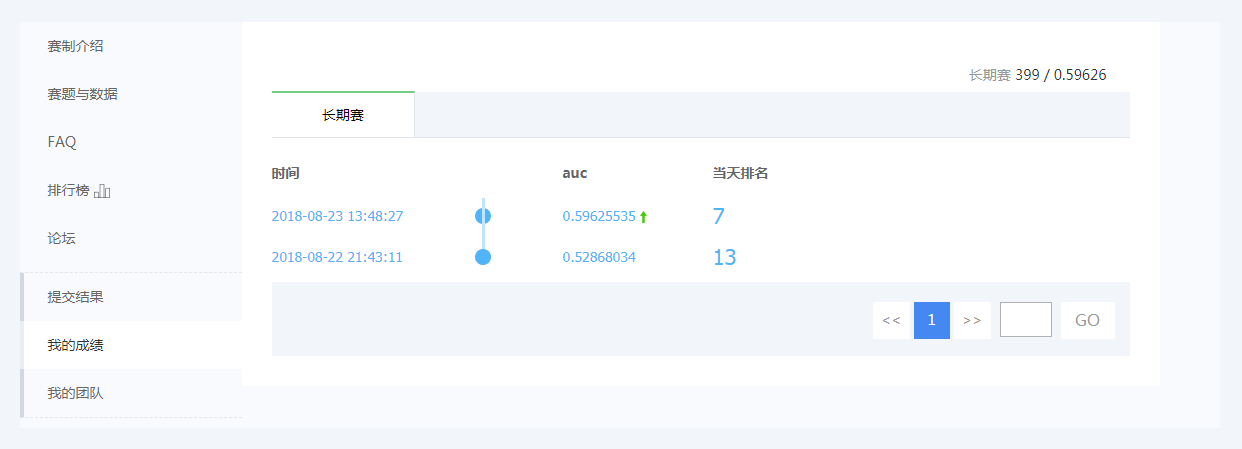 赛制介绍
赛题与数据
FAQ
排行榜
论坛
提交结果
我的成绩
我的团队
长期赛 399 / 0.59626
长期赛
时间 auc 当天排名
2018-08-23 13:48:27 0.59625535 7
2018-08-22 21:43:11 0.52868034 13
<< 1 >> GO